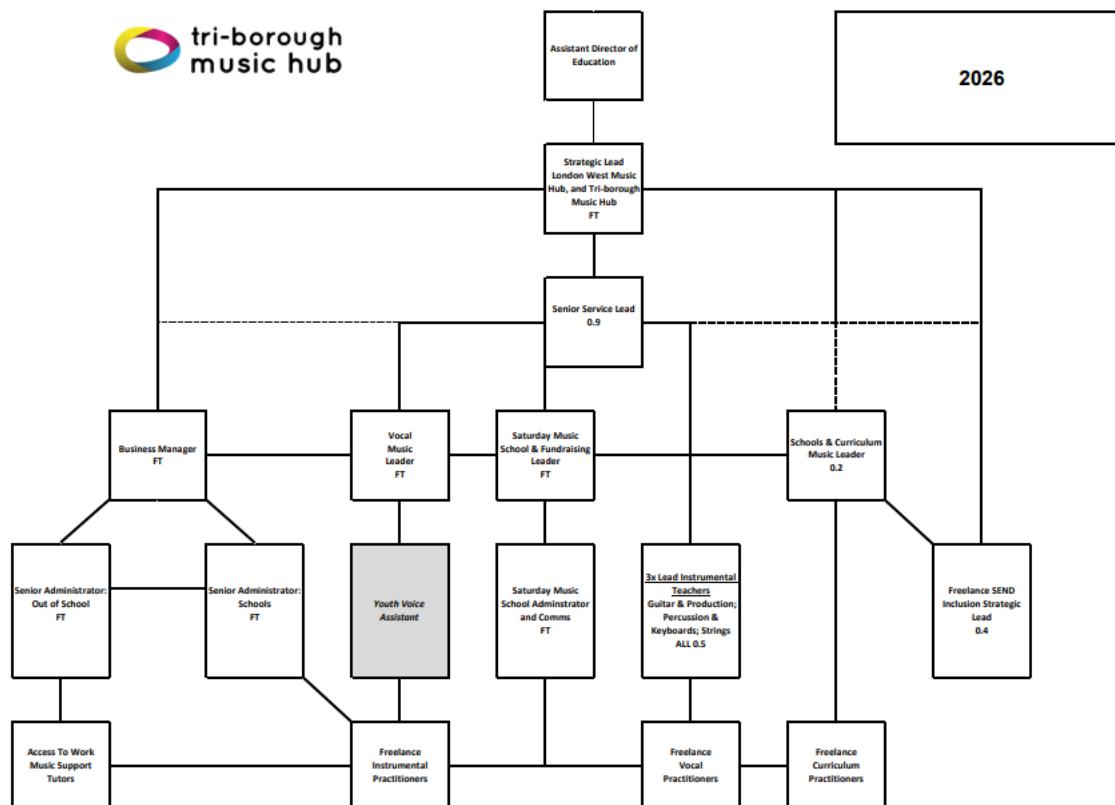 tri-borough
music hub
Assistant Director of
Education
2026
Strategic Lead
London West Music
Hub, and Tri-borough
Music Hub
FT
Senior Service Lead
0.9
Business Manager
FT
Vocal
Music
Leader
FT
Saturday Music
School & Fundraising
Leader
FT
Schools & Curriculum
Music Leader
0.2
Senior Administrator:
Out of School
FT
Senior Administrator:
Schools
FT
Youth Voice
Assistant
Saturday Music
School Adminstrator
and Comms
FT
3x Lead Instrumental
Teachers
Guitar & Production;
Percussion &
Keyboards; Strings
ALL 0.5
Freelance SEND
Inclusion Strategic
Lead
0.4
Access To Work
Music Support
Tutors
Freelance
Instrumental
Practitioners
Freelance
Vocal
Practitioners
Freelance
Curriculum
Practitioners